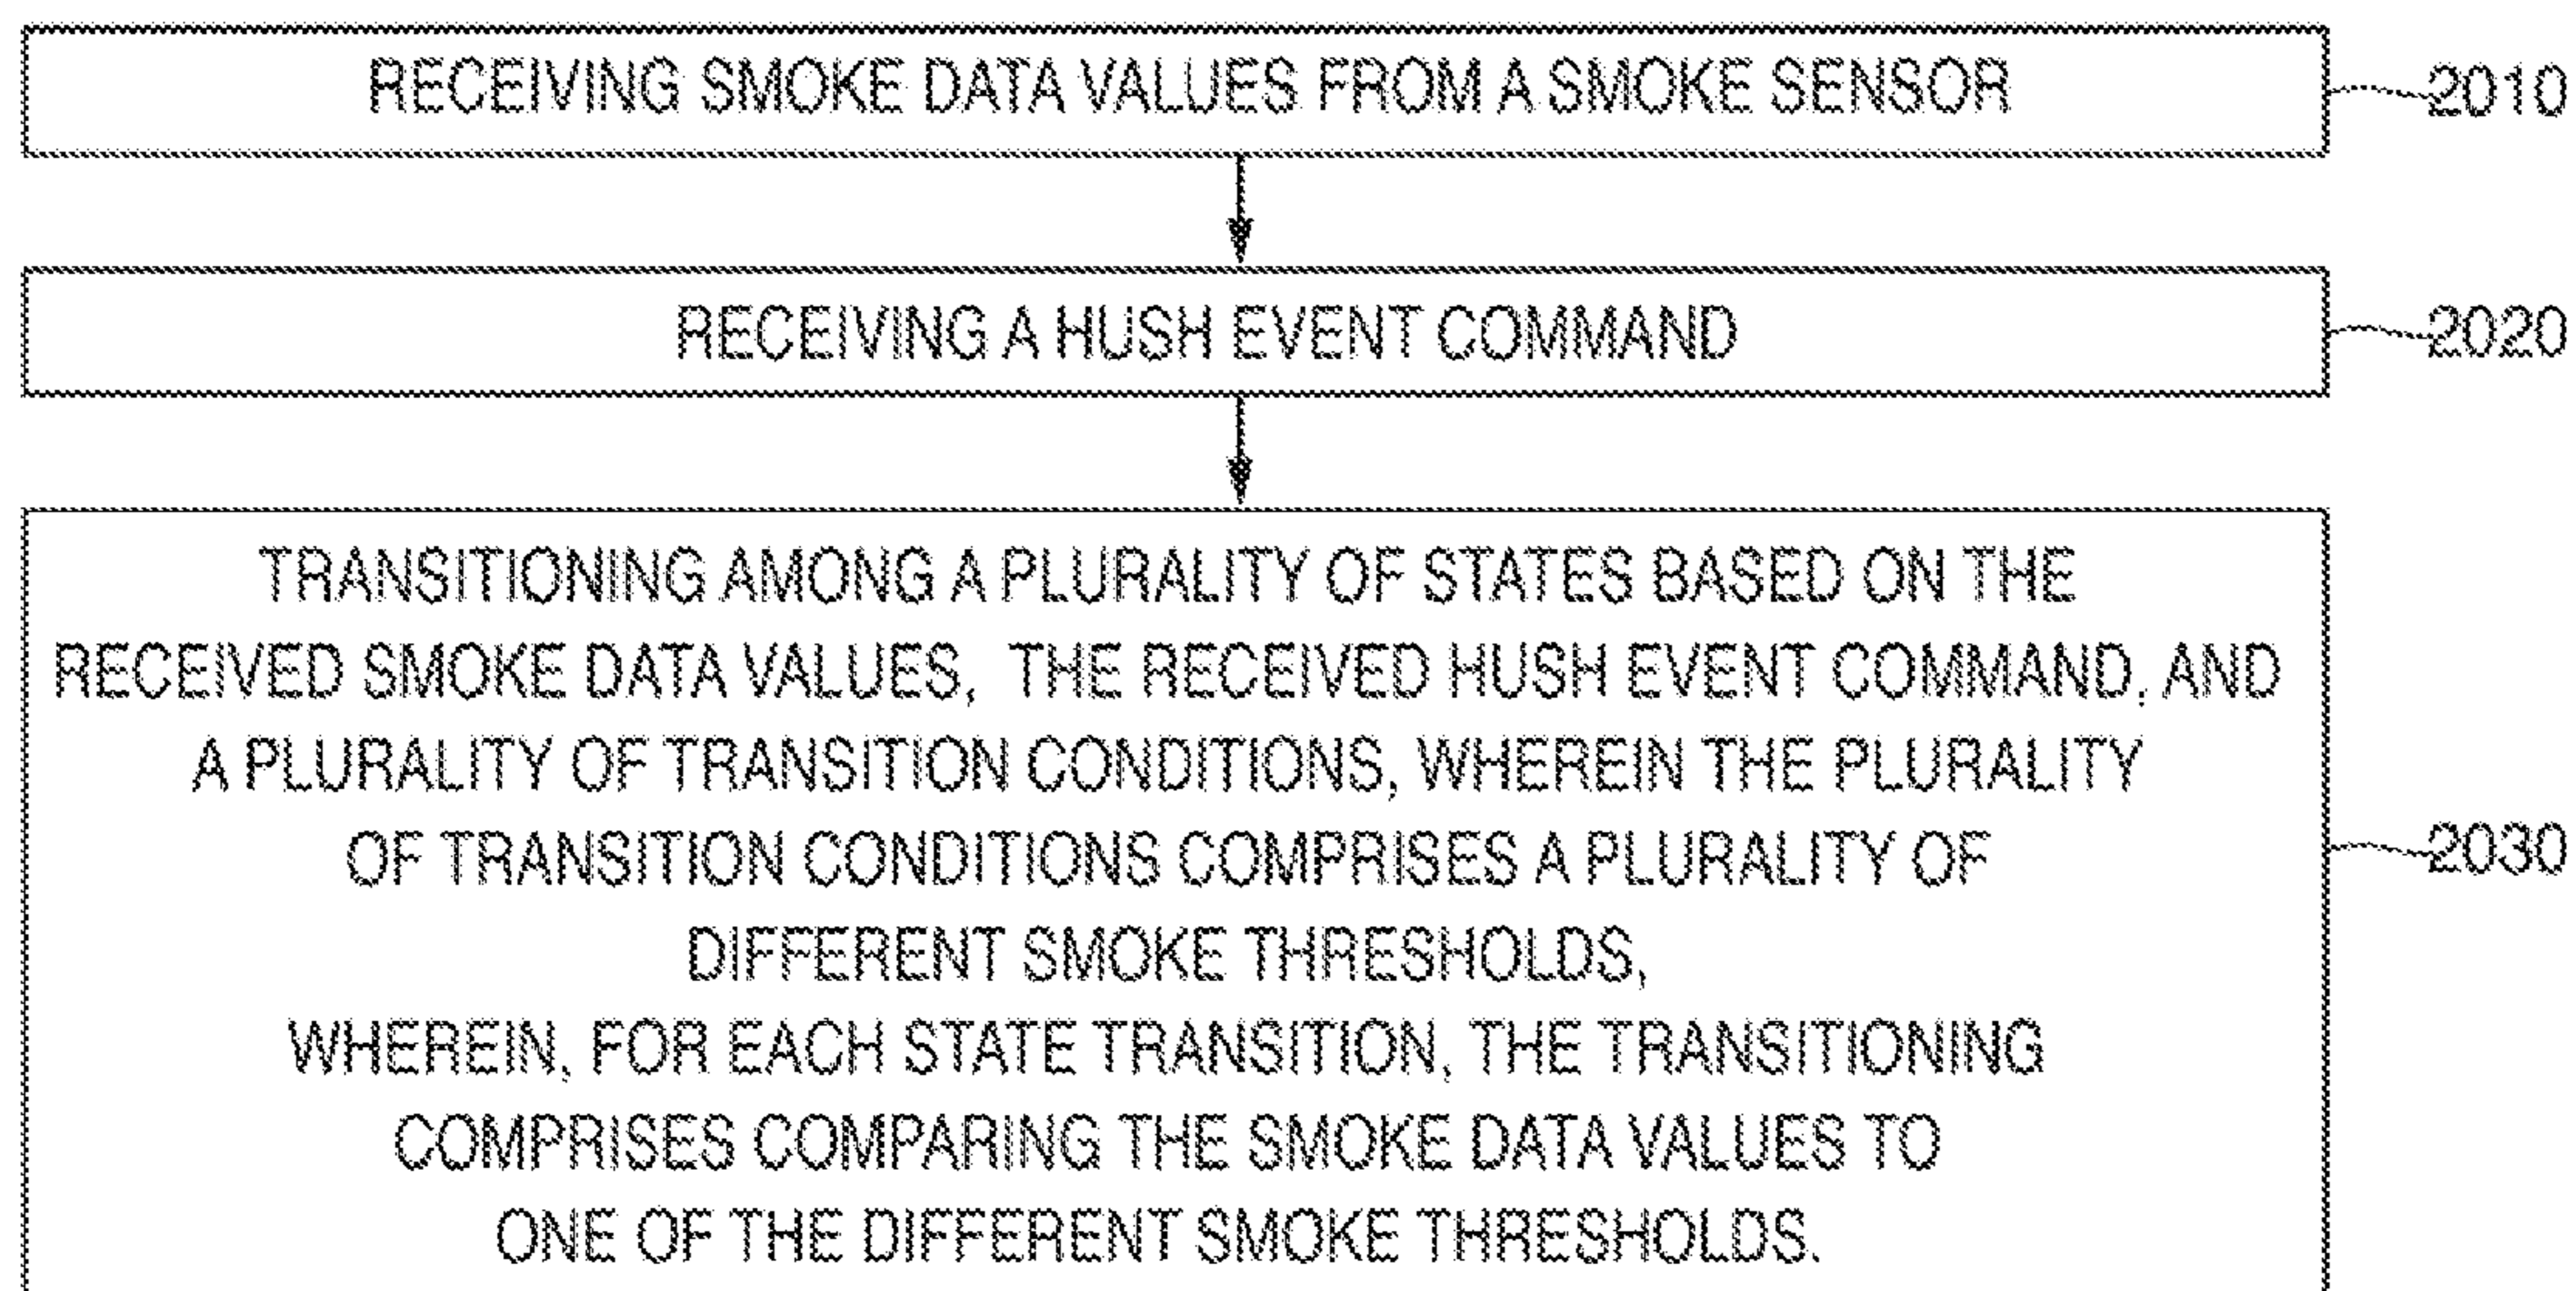 RECEIVING SMOKE DATA VALUES FROM A SMOKE SENSOR
2010
RECEIVING A HUSH EVENT COMMAND
2020
TRANSITIONING AMONG A PLURALITY OF STATES BASED ON THE
RECEIVED SMOKE DATA VALUES, THE RECEIVED HUSH EVENT COMMAND, AND
A PLURALITY OF TRANSITION CONDITIONS, WHEREIN THE PLURALITY
OF TRANSITION CONDITIONS COMPRISES A PLURALITY OF
DIFFERENT SMOKE THRESHOLDS,
WHEREIN, FOR EACH STATE TRANSITION, THE TRANSITIONING
COMPRISES COMPARING THE SMOKE DATA VALUES TO
ONE OF THE DIFFERENT SMOKE THRESHOLDS.
2030